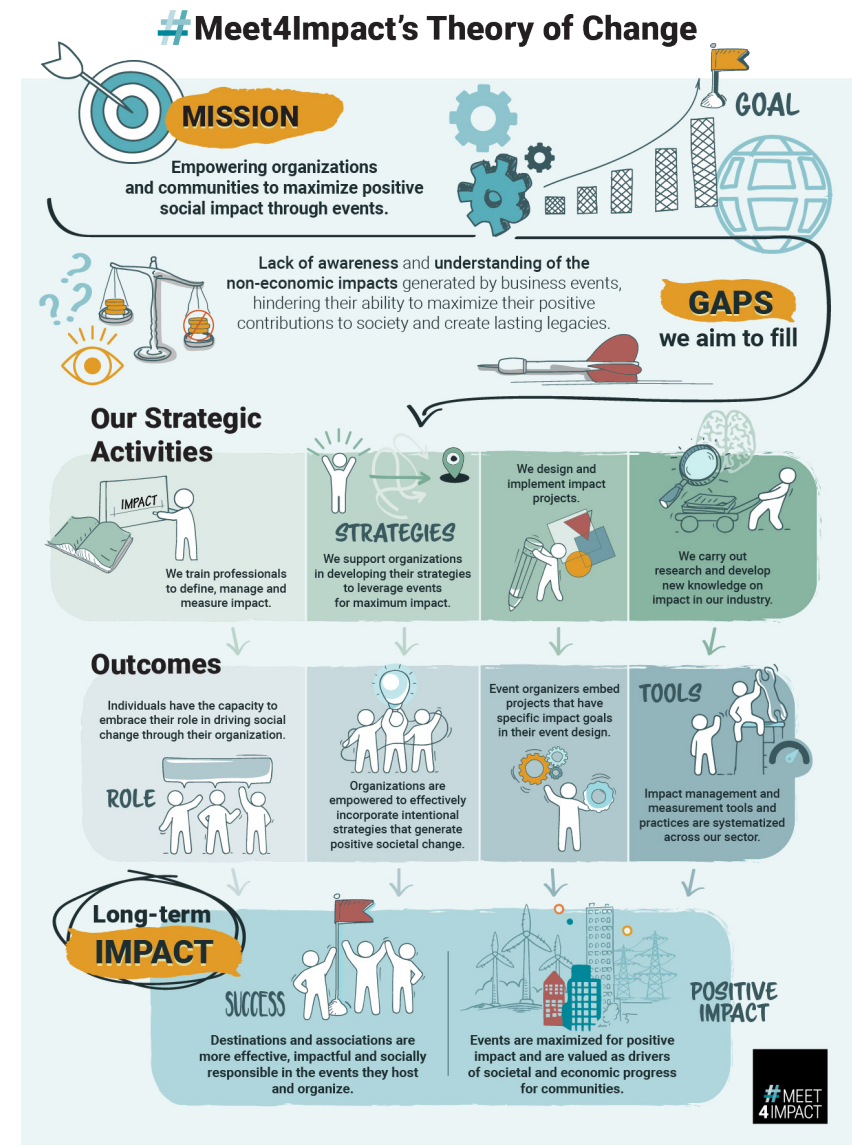 #Meet4Impact's Theory of Change
MISSION
Empowering organizations
and communities to maximize positive
social impact through events.
GOAL
Lack of awareness and understanding of the
non-economic impacts generated by business events,
hindering their ability to maximize their positive
contributions to society and create lasting legacies.
GAPS
we aim to fill
Our Strategic
Activities
IMPACT
We train professionals
to define, manage and
measure impact.
STRATEGIES
We support organizations
in developing their strategies
to leverage events
for maximum impact.
We design and
implement impact
projects.
We carry out
research and develop
new knowledge on
impact in our industry.
Outcomes
Individuals have the capacity to
embrace their role in driving social
change through their organization.
ROLE
Organizations are
empowered to effectively
incorporate intentional
strategies that generate
positive societal change.
Event organizers embed
projects that have
specific impact goals
in their event design.
TOOLS
Impact management and
measurement tools and
practices are systematized
across our sector.
Long-term
IMPACT
SUCCESS
Destinations and associations are
more effective, impactful and socially
responsible in the events they host
and organize.
POSITIVE
IMPACT
Events are maximized for positive
impact and are valued as drivers
of societal and economic progress
for communities.
#MEET
4IMPACT